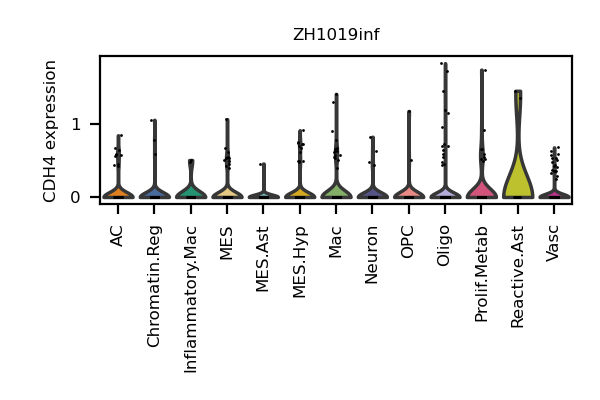 ZH1019inf
CDH4 expression
1
0
AC
Chromatin.Reg
Inflammatory.Mac
MES
MES.Ast
MES.Hyp
Mac
Neuron
OPC
Oligo
Prolif.Metab
Reactive.Ast
Vasc